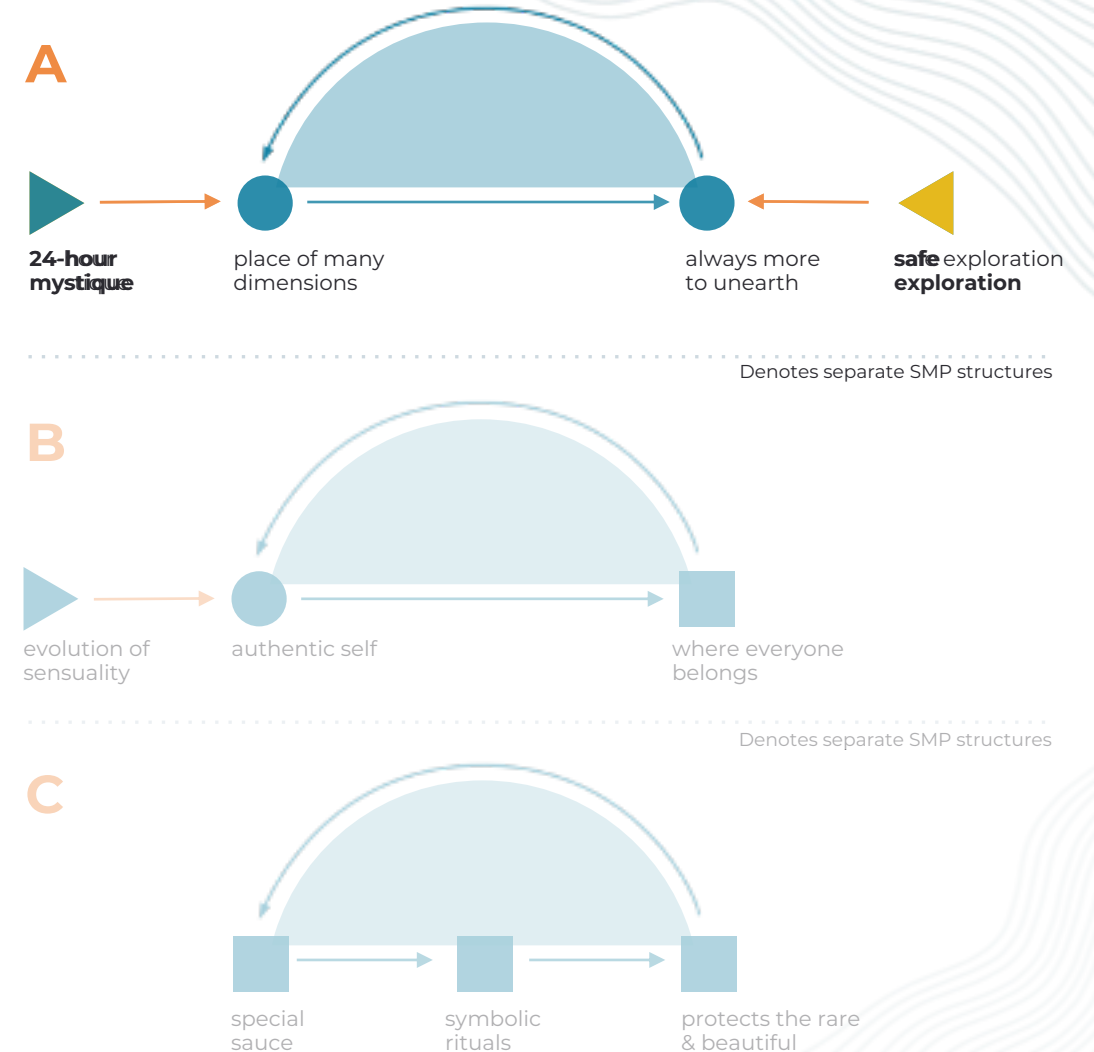 A
24-hour
mystique
place of many
dimensions
always more
to unearth
safe exploration
exploration
Denotes separate SMP structures
B
evolution of
sensuality
authentic self
where everyone
belongs
Denotes separate SMP structures
C
special
sauce
symbolic
rituals
protects the rare
& beautiful